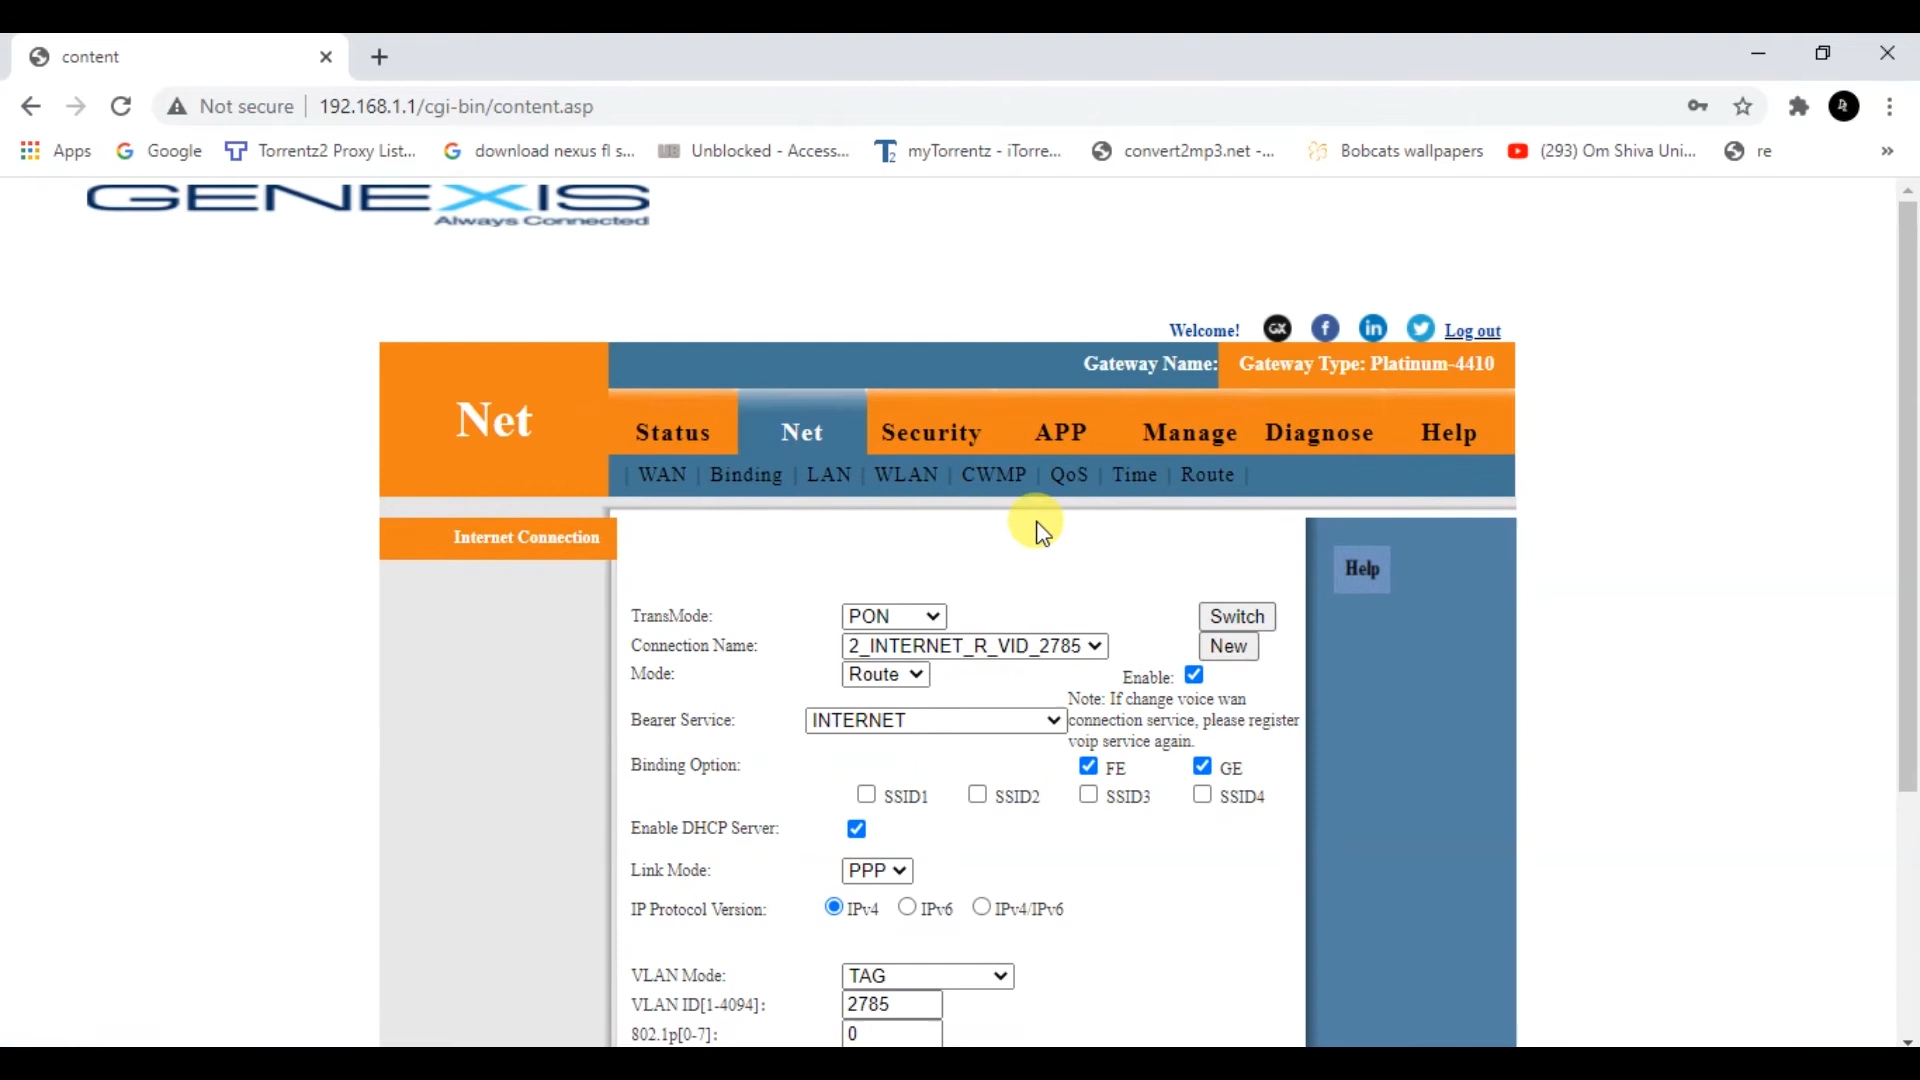 content
Not secure
192.168.1.1/cgi-bin/content.asp
Apps
Google
Torrentz2 Proxy List...
download nexus fl s...
UB
Unblocked - Access...
T2
myTorrentz - iTorre...
convert2mp3.net -...
Bobcats wallpapers
(293) Om Shiva Uni...
re
»
GENEXIS
Always Connected
Welcome!
GX
f
in
Log out
Gateway Name:
Gateway Type: Platinum-4410
Net
Status
Net
Security
APP
Manage
Diagnose
Help
| WAN | Binding | LAN | WLAN | CWMP | QoS | Time | Route |
Internet Connection
Help
TransMode:
PON
Switch
Connection Name:
2_INTERNET_R_VID_2785
New
Mode:
Route
Enable:
Note: If change voice wan
Bearer Service:
INTERNET
connection service, please register
voip service again.
Binding Option:
FE
GE
SSID1
SSID2
SSID3
SSID4
Enable DHCP Server:
Link Mode:
PPP
IP Protocol Version:
IPv4
IPv6
IPv4/IPv6
VLAN Mode:
TAG
VLAN ID[1-4094]:
2785
802.1p[0-7]:
0